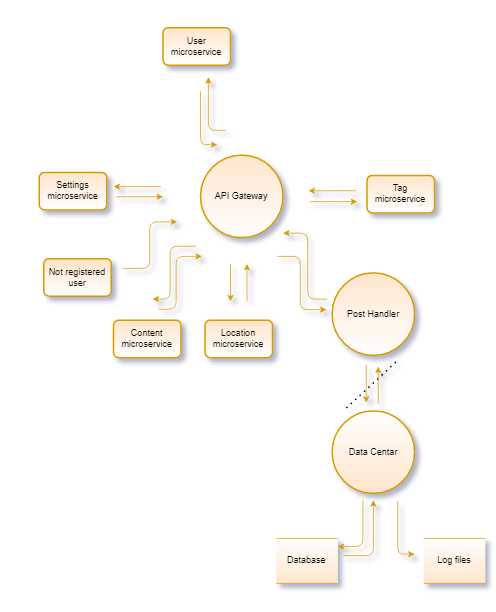 User
microservice
API Gateway
Settings
microservice
Tag
microservice
Not registered
user
Content
microservice
Location
microservice
Post Handler
Data Centar
Database
Log files